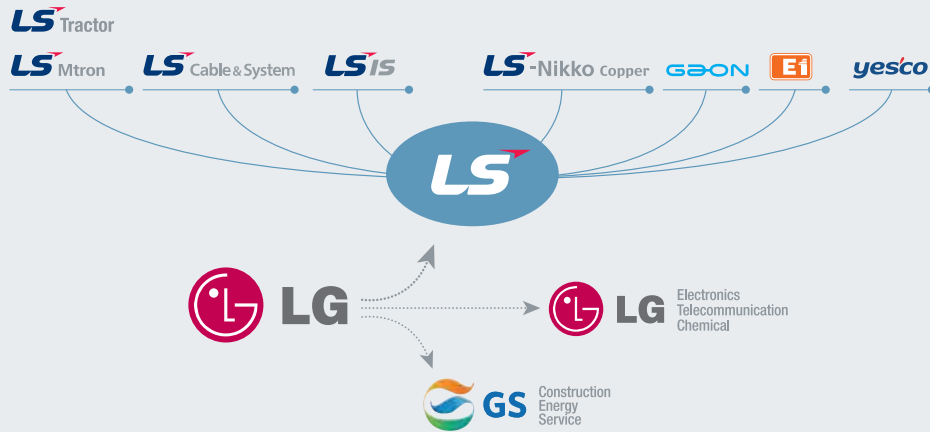 LS Tractor
LS Mtron
LS Cable & System
LS IS
LS-Nikko Copper
GAON
E1
yesco
LS
LG
LG
Electronics
Telecommunication
Chemical
GS
Construction
Energy
Service